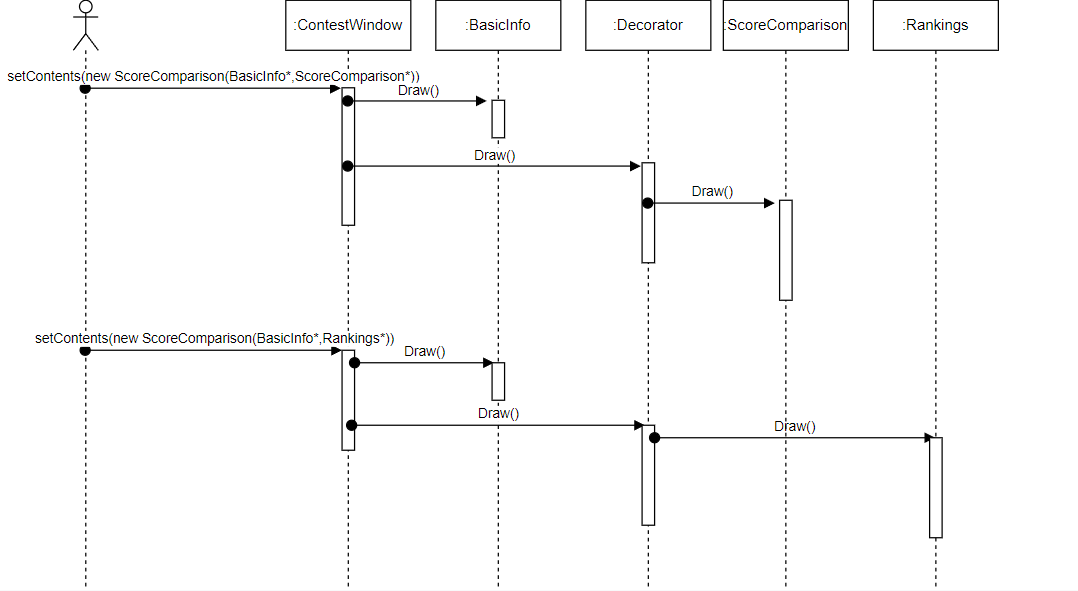 :ContestWindow
:BasicInfo
:Decorator
:ScoreComparison
:Rankings
setContents(new ScoreComparison(BasicInfo*,ScoreComparison*))
Draw()
Draw()
Draw()
setContents(new ScoreComparison(BasicInfo*,Rankings*))
Draw()
Draw()
Draw()